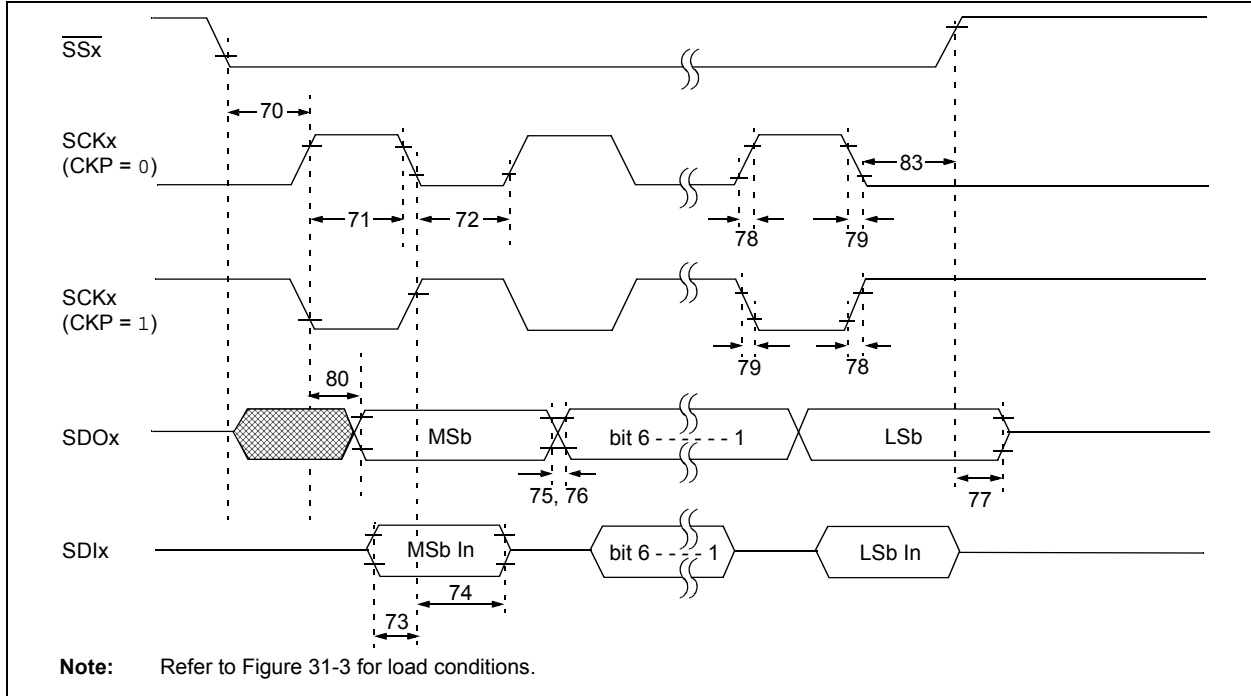 SSx
70
SCKx
(CKP = 0)
83
71
72
78
79
SCKx
(CKP = 1)
79
78
80
SDOx
MSb
bit 6 - - - - - - 1
LSb
75, 76
77
SDIx
MSb In
bit 6 - - - - 1
LSb In
74
73
Note: Refer to Figure 31-3 for load conditions.